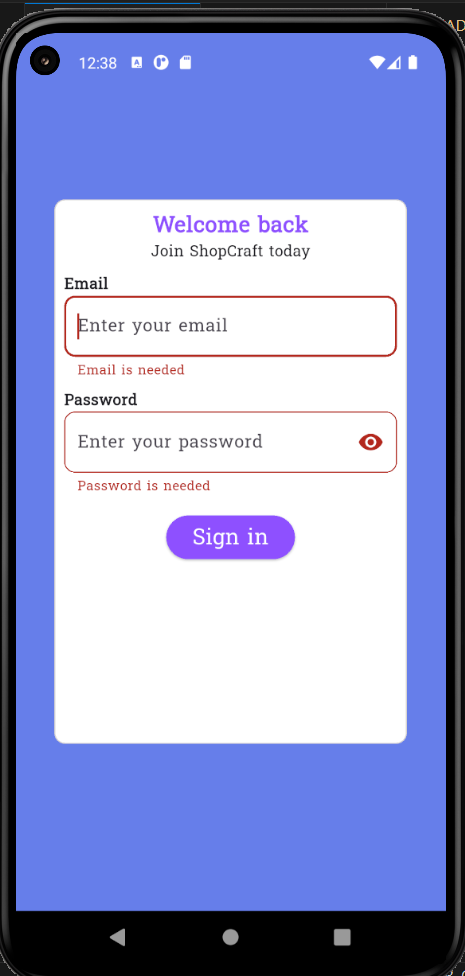 AD
12:38
Welcome back
Join ShopCraft today
Email
Enter your email
Email is needed
Password
Enter your password
Password is needed
Sign in